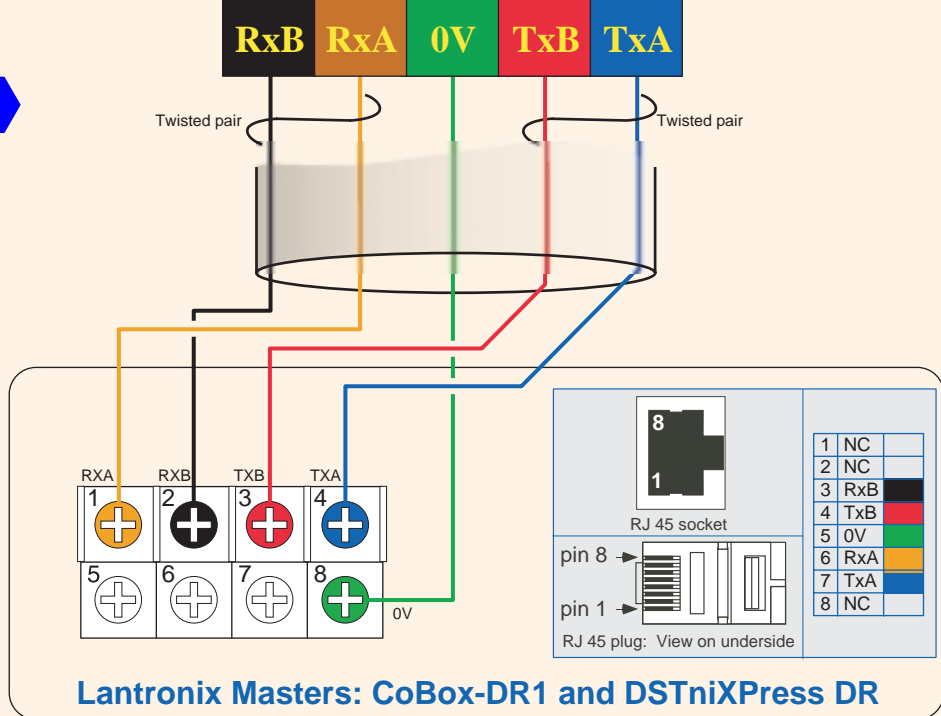 RxB RxA 0V TxB TxA
Twisted pair Twisted pair
RXA RXB TXB TXA
1 2 3 4
5 6 7 8
0V
8
1
RJ 45 socket
pin 8
pin 1
RJ 45 plug: View on underside
1 NC
2 NC
3 RxB
4 TxB
5 0V
6 RxA
7 TxA
8 NC
Lantronix Masters: CoBox-DR1 and DSTniXPress DR